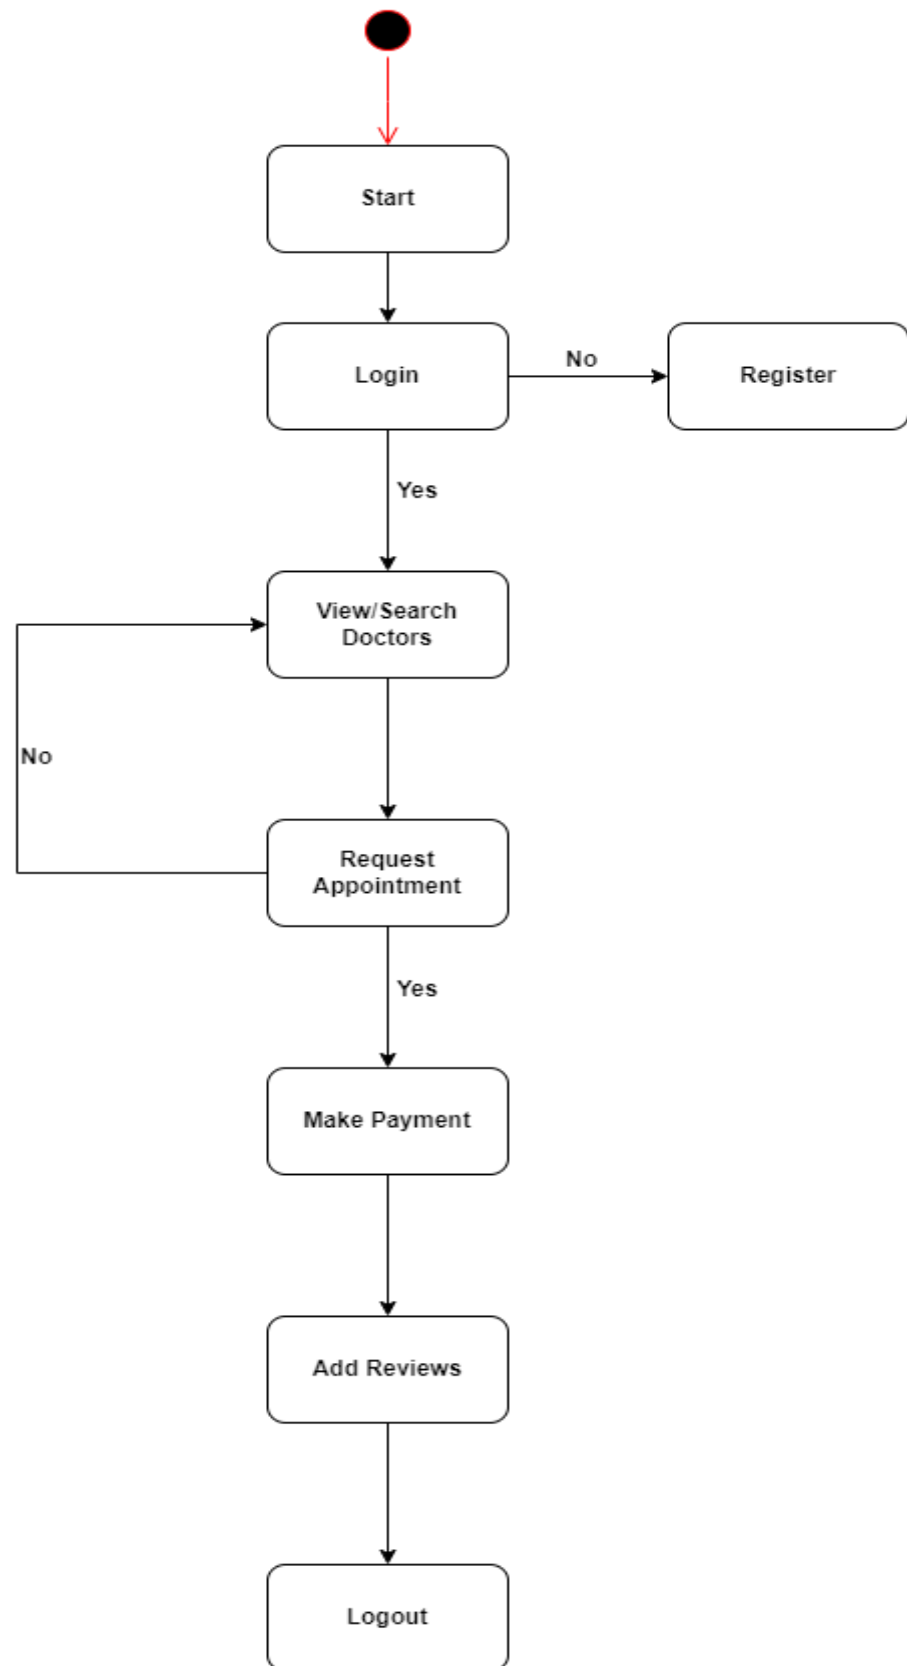 Start
Login
No
Register
Yes
View/Search
Doctors
No
Request
Appointment
Yes
Make Payment
Add Reviews
Logout